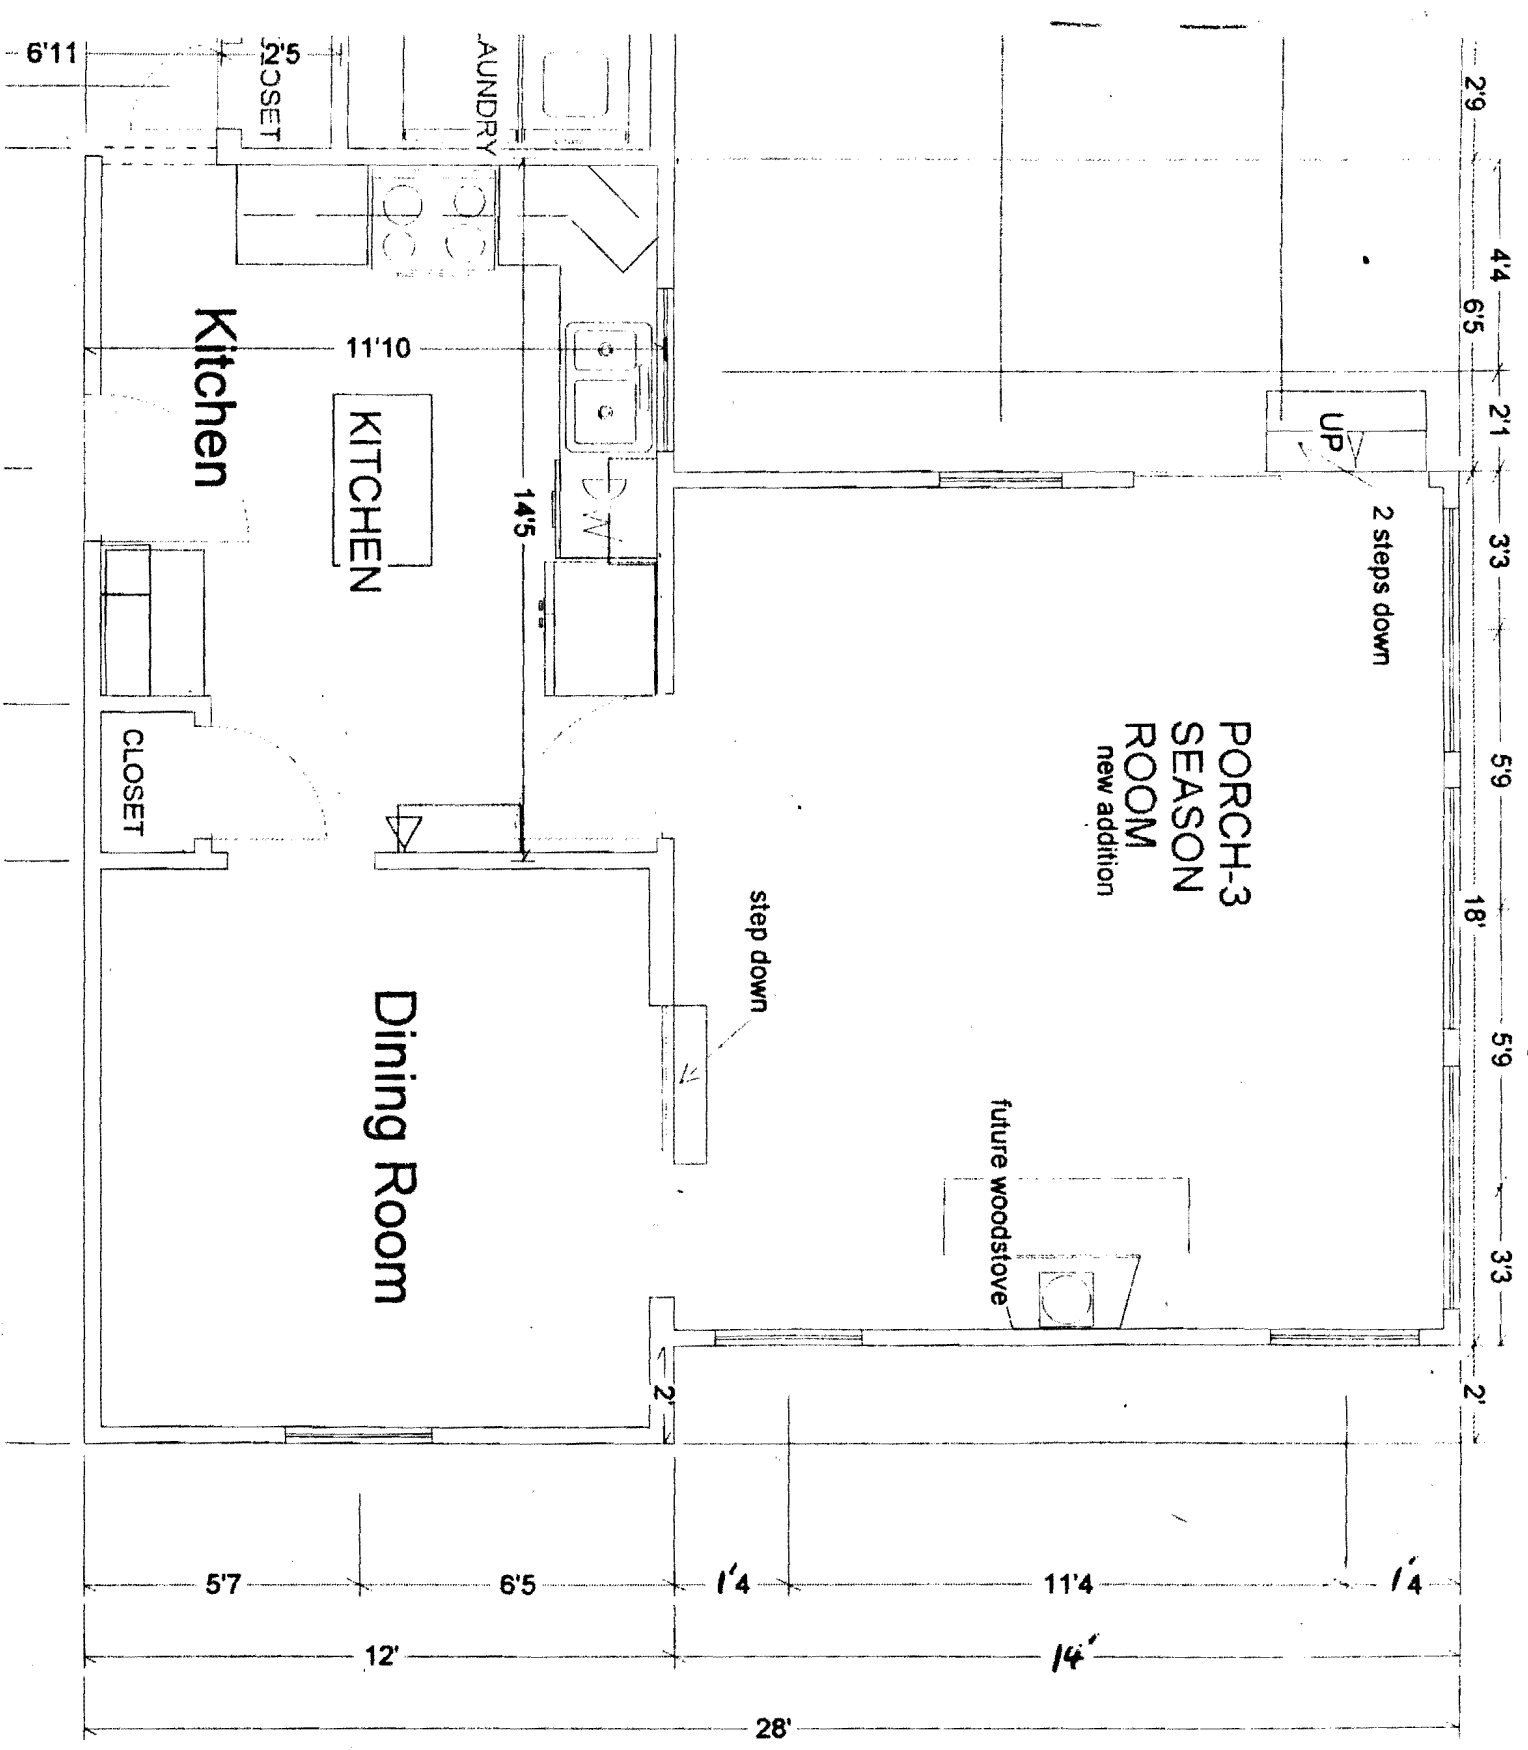 6'11
2'5
OSET
AUNDRY
2'9
4'4
6'5
2'1
Kitchen
11'10
KITCHEN
14'5
DW
UP
2 steps down
3'3
PORCH-3
SEASON
ROOM
new addition
5'9
18'
CLOSET
step down
Dining Room
5'9
future woodstove
3'3
2'
2'
5'7
6'5
1'4
11'4
1'4
12'
14'
28'